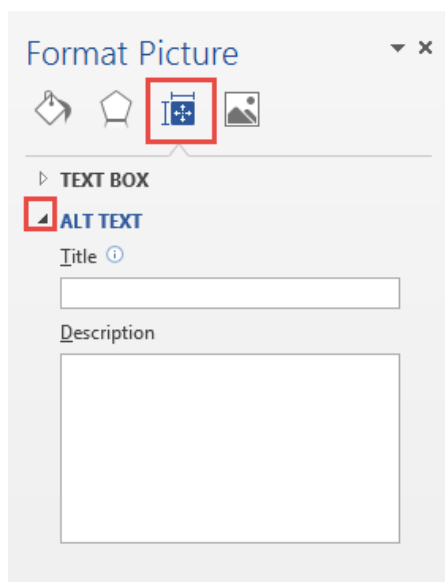 Format Picture
TEXT BOX
ALT TEXT
Title
Description